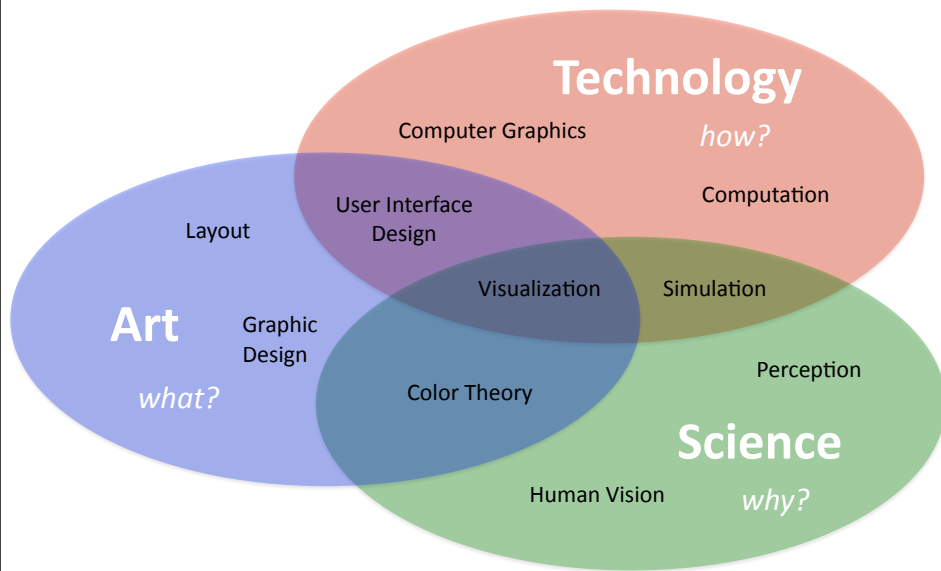 Technology
how?
Computer Graphics
Computation
User Interface
Design
Layout
Visualization
Simulation
Art
what?
Graphic
Design
Color Theory
Perception
Science
why?
Human Vision